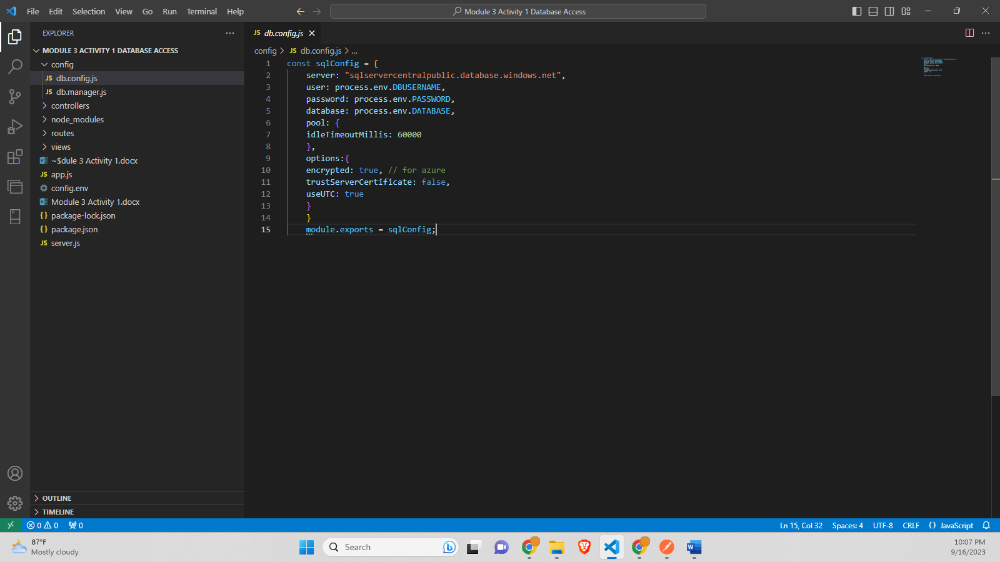 File Edit Selection View Go Run Terminal Help
Module 3 Activity 1 Database Access
EXPLORER
MODULE 3 ACTIVITY 1 DATABASE ACCESS
config
JS db.config.js
JS db.manager.js
controllers
node_modules
routes
views
~$dule 3 Activity 1.docx
JS app.js
config.env
Module 3 Activity 1.docx
{} package-lock.json
{} package.json
JS server.js
OUTLINE
TIMELINE
JS db.config.js
config > JS db.config.js > ...
1 const sqlConfig = {
2 server: "sqlservercentralpublic.database.windows.net",
3 user: process.env.DBUSERNAME,
4 password: process.env.PASSWORD,
5 database: process.env.DATABASE,
6 pool: {
7 idleTimeoutMillis: 60000
8 },
9 options:{
10 encrypted: true, // for azure
11 trustServerCertificate: false,
12 useUTC: true
13 }
14 }
15 module.exports = sqlConfig;
0 0 0
Ln 15, Col 32 Spaces: 4 UTF-8 CRLF {} JavaScript
87°F
Mostly cloudy
Search
10:07 PM
9/16/2023